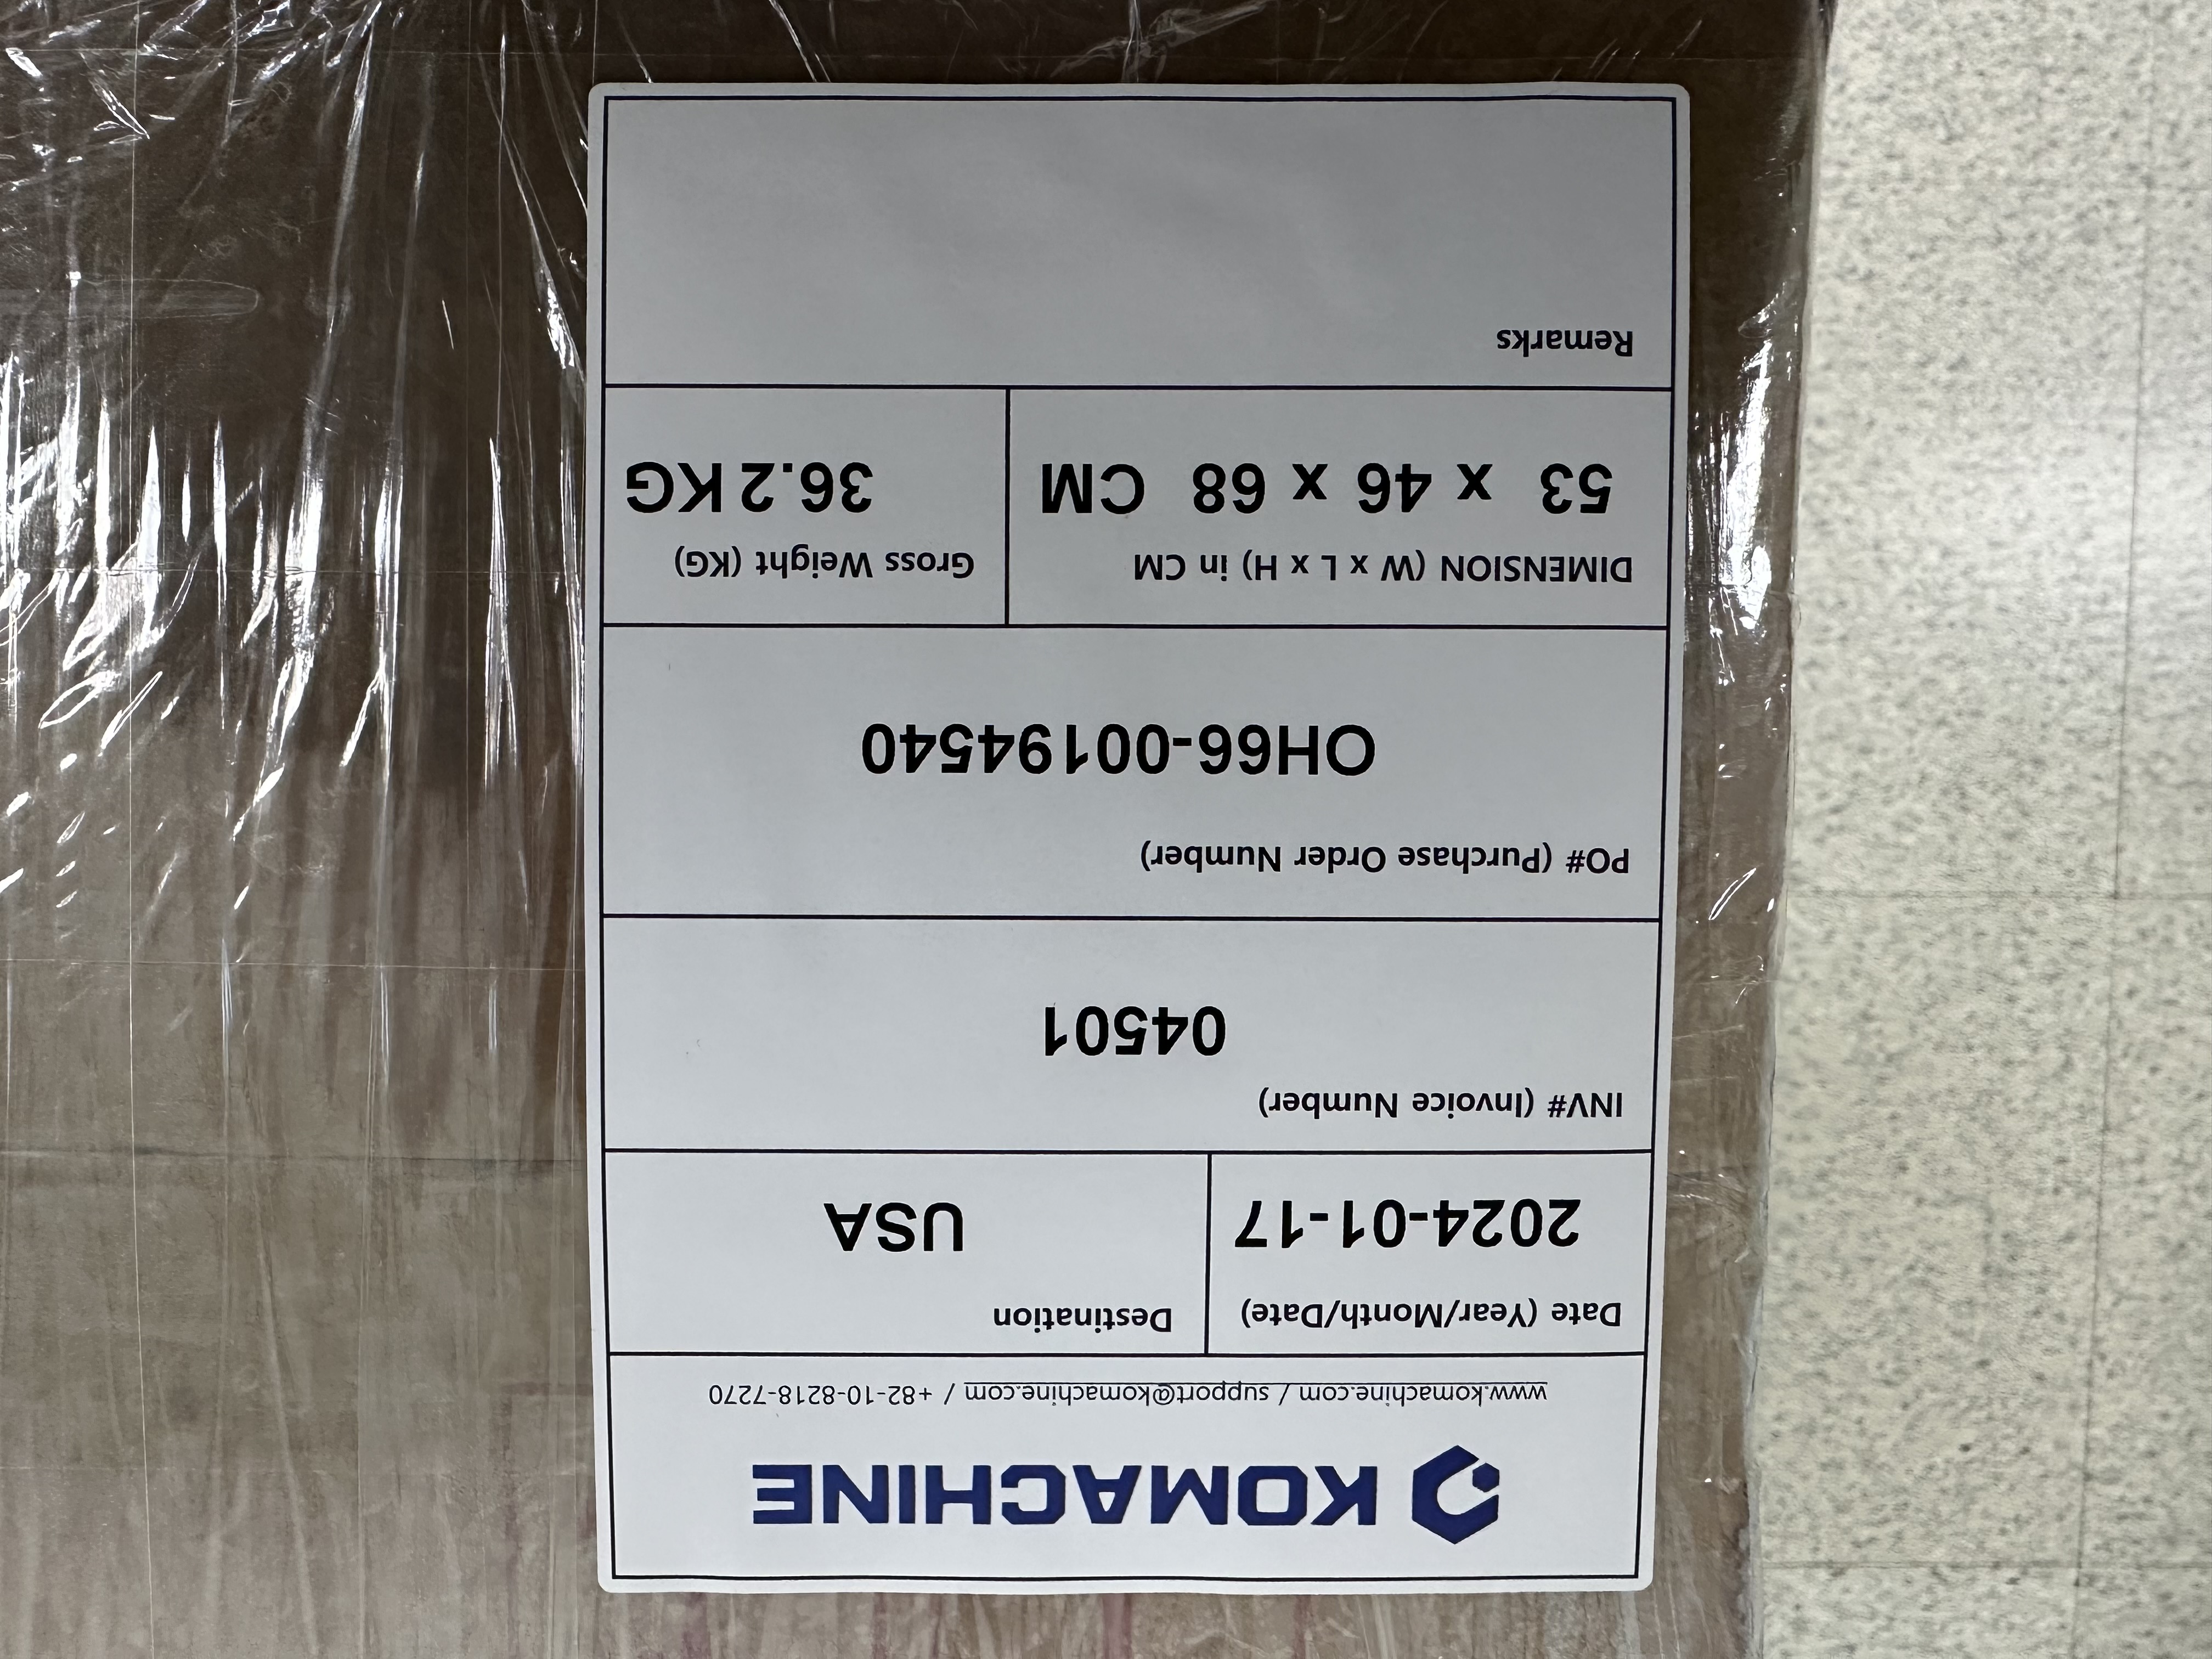 KOMACHINE
www.komachine.com / support@komachine.com / +82-10-8218-7270
Date (Year/Month/Date)
2024-01-17
Destination
USA
INV# (Invoice Number)
04501
PO# (Purchase Order Number)
OH66-00194540
DIMENSION (W x L x H) in CM
53 x 46 x 68 CM
Gross Weight (KG)
36.2 KG
Remarks